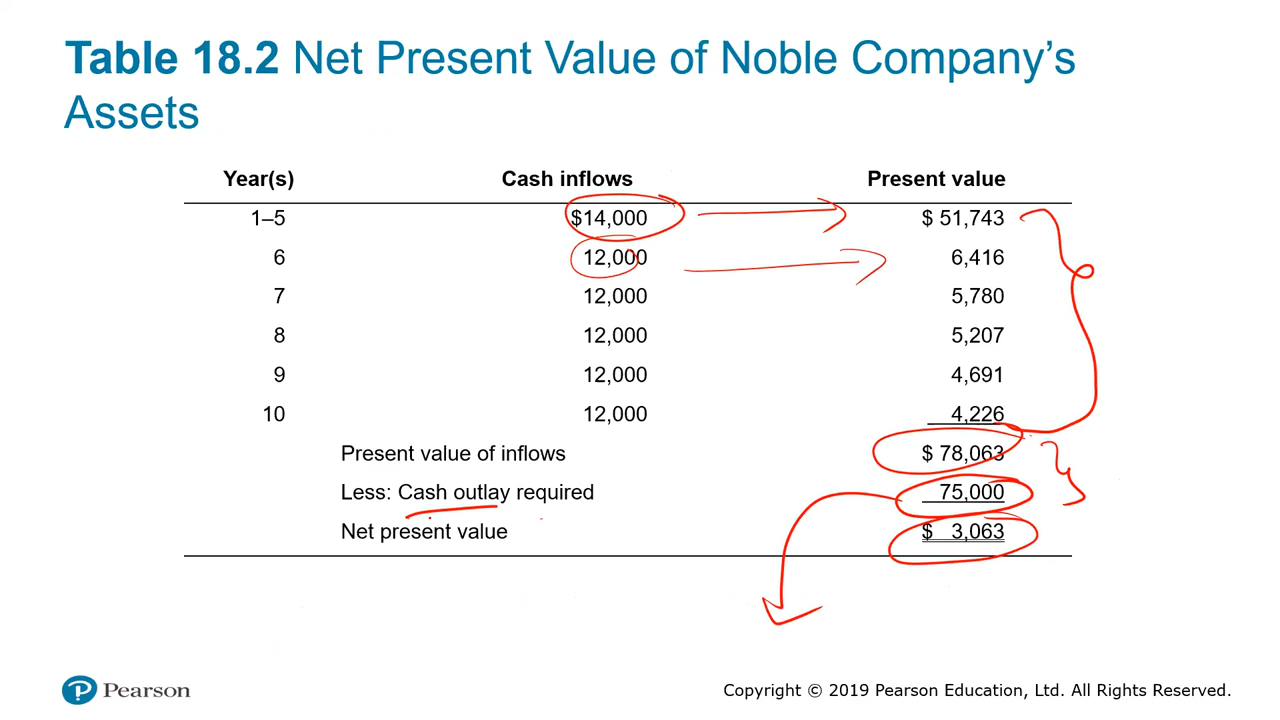 Table 18.2 Net Present Value of Noble Company’s
Assets
Year(s) Cash inflows Present value
1–5 $14,000 $ 51,743
6 12,000 6,416
7 12,000 5,780
8 12,000 5,207
9 12,000 4,691
10 12,000 4,226
Present value of inflows $ 78,063
Less: Cash outlay required 75,000
Net present value $ 3,063
Pearson
Copyright © 2019 Pearson Education, Ltd. All Rights Reserved.